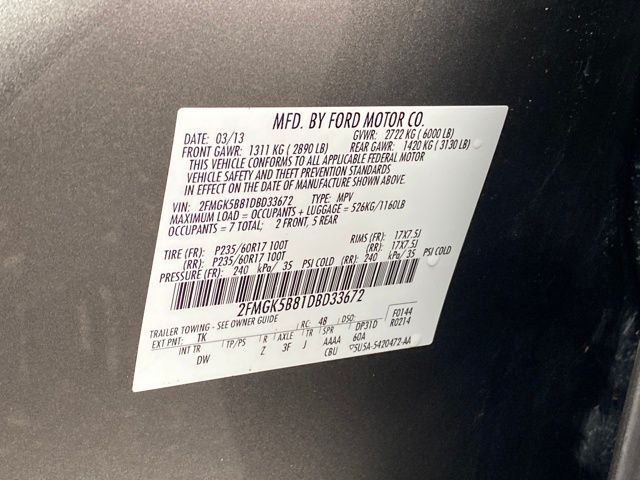 MFD. BY FORD MOTOR CO.
DATE: 03/13 GVWR: 2722 KG ( 6000 LB)
FRONT GAWR: 1311 KG ( 2890 LB) REAR GAWR: 1420 KG ( 3130 LB)
THIS VEHICLE CONFORMS TO ALL APPLICABLE FEDERAL MOTOR
VEHICLE SAFETY AND THEFT PREVENTION STANDARDS
IN EFFECT ON THE DATE OF MANUFACTURE SHOWN ABOVE.
VIN: 2FMGK5B81DBD33672 TYPE: MPV
MAXIMUM LOAD = OCCUPANTS + LUGGAGE = 526KG/1160LB
OCCUPANTS = 7 TOTAL: 2 FRONT, 5 REAR
TIRE (FR): P235/60R17 100T RIMS (FR): 17X7.5J
(RR): P235/60R17 100T (RR): 17X7.5J
PRESSURE (FR): 240 kPa/ 35 PSI COLD (RR): 240 kPa/ 35 PSI COLD
2FMGK5B81DBD33672
TRAILER TOWING - SEE OWNER GUIDE RC: 48 DSO: F0144
EXT PNT: TK DP31D R0214
INT TR TP/PS R AXLE TR SPR 60A
DW Z 3F J AAAA
CBU 5U5A-5420472-AA